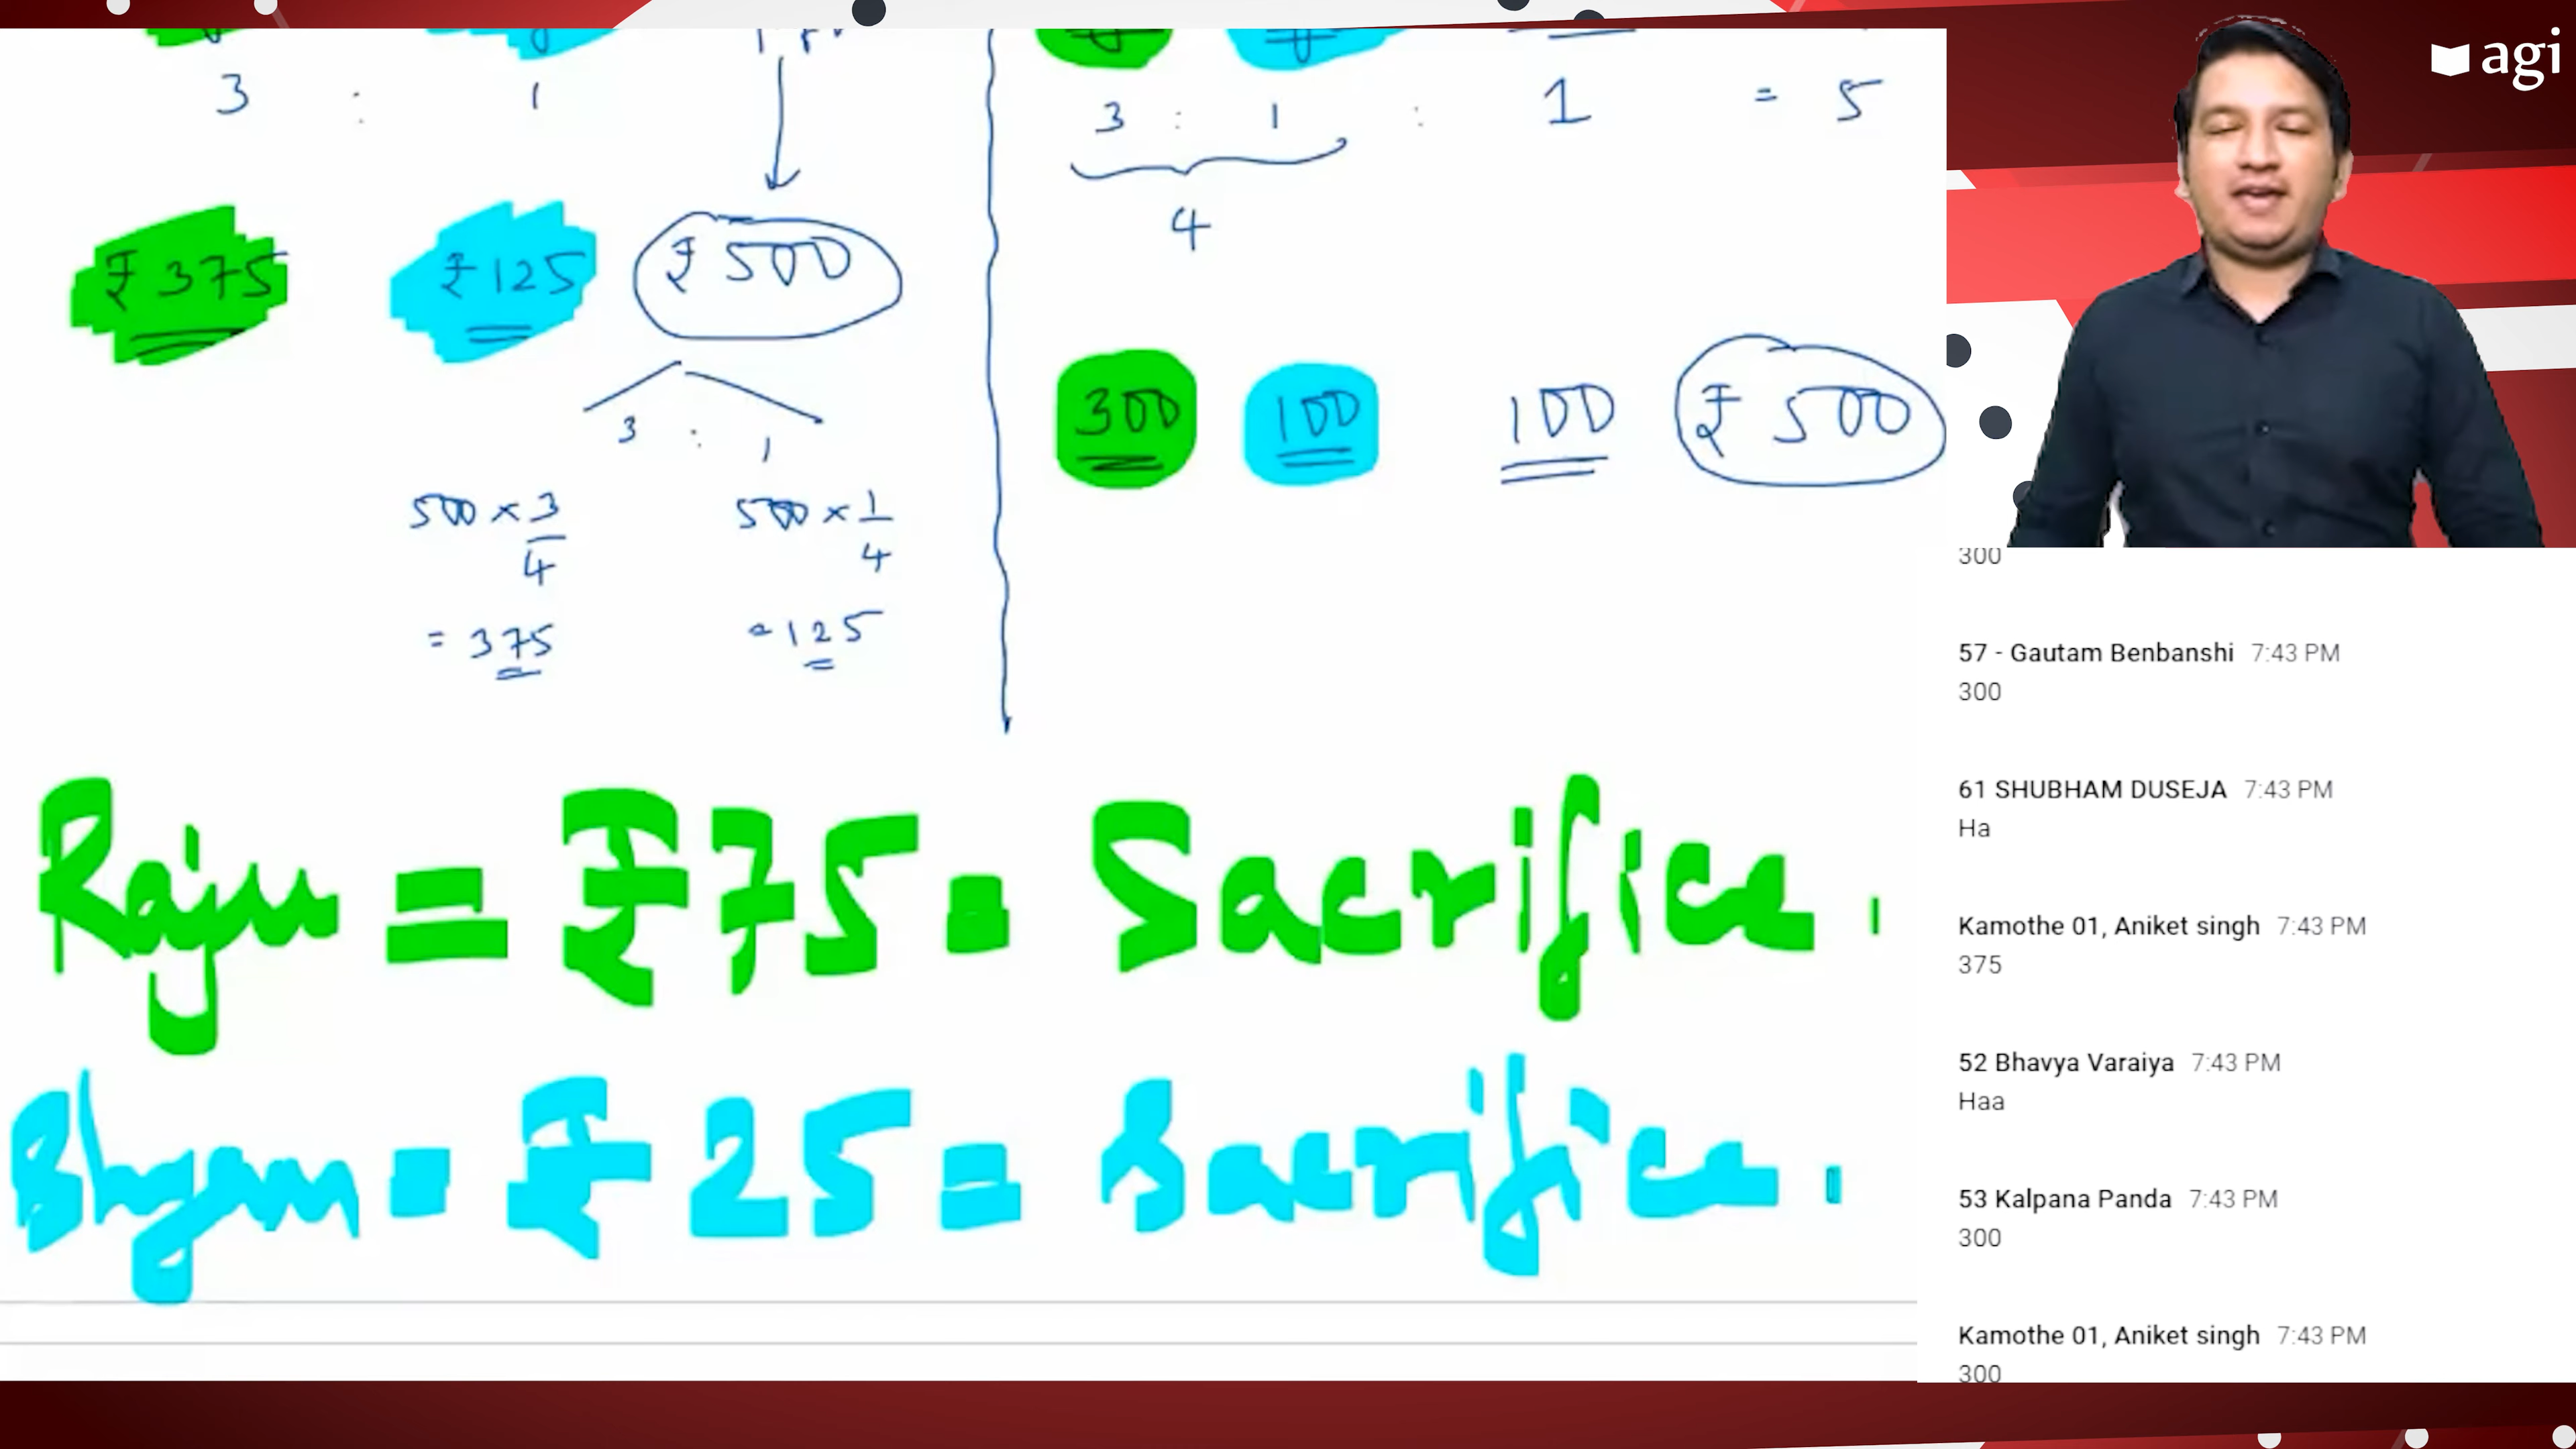 agi
3 : 1
3 : 1 : 1 = 5
4
₹ 375 ₹ 125 ₹ 500
3 : 1
500 × 3/4 500 × 1/4
= 375 = 125
300 100 100 ₹ 500
Raju = ₹75 = Sacrifice.
Bhyam = ₹ 25 = Sacrifice.
300
57 - Gautam Benbanshi 7:43 PM
300
61 SHUBHAM DUSEJA 7:43 PM
Ha
Kamothe 01, Aniket singh 7:43 PM
375
52 Bhavya Varaiya 7:43 PM
Haa
53 Kalpana Panda 7:43 PM
300
Kamothe 01, Aniket singh 7:43 PM
300